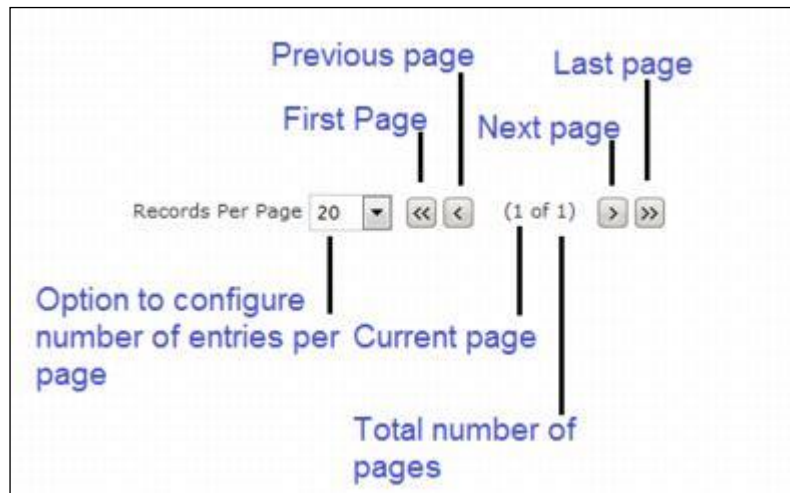 Previous page
Last page
First Page
Next page
Records Per Page 20 << < (1 of 1) > >>
Option to configure
number of entries per
page
Current page
Total number of
pages